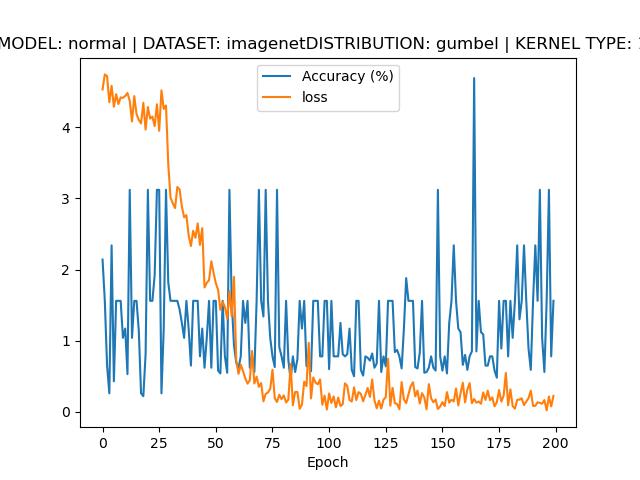 MODEL: normal | DATASET: imagenetDISTRIBUTION: gumbel | KERNEL TYPE:
Accuracy (%)
loss
4
3
2
1
0
0 25 50 75 100 125 150 175 200
Epoch